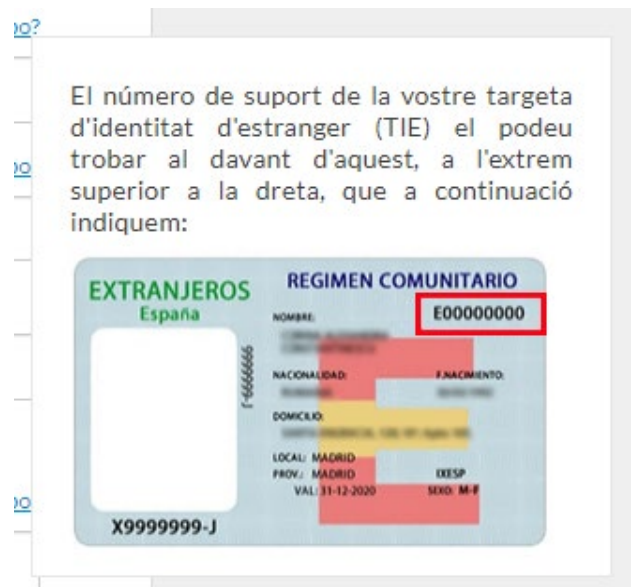 oo?
El número de suport de la vostre targeta
d'identitat d'estranger (TIE) el podeu
trobar al davant d'aquest, a l'extrem
superior a la dreta, que a continuació
indiquem:
EXTRANJEROS
España
REGIMEN COMUNITARIO
E00000000
NOMBRE:
NACIONALIDAD:
F.NACIMIENTO:
DOMICILIO:
LOCAL: MADRID
PROV.: MADRID
IXESP
VAL: 31-12-2020
SEXO: M-F
X9999999-J